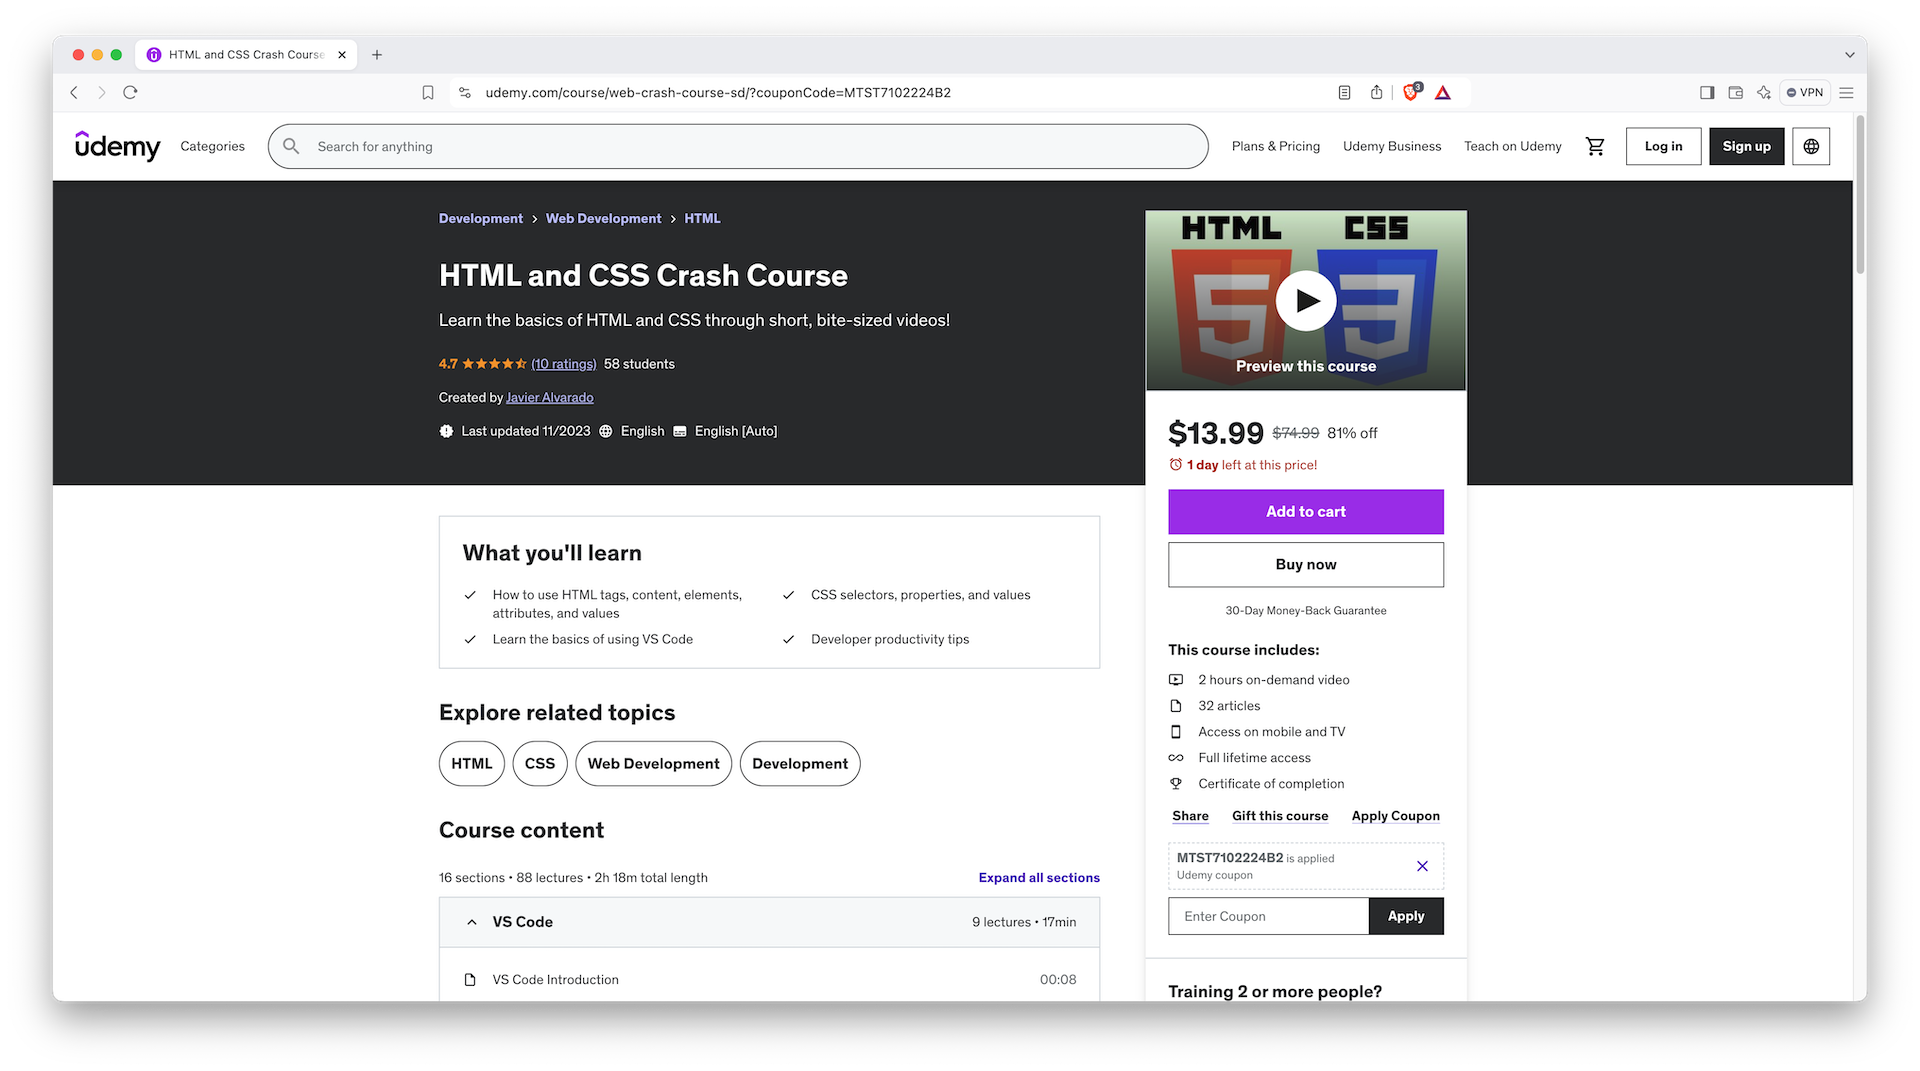 HTML and CSS Crash Course
udemy.com/course/web-crash-course-sd/?couponCode=MTST7102224B2
3
VPN
udemy
Categories
Search for anything
Plans & Pricing
Udemy Business
Teach on Udemy
Log in
Sign up
Development > Web Development > HTML
HTML and CSS Crash Course
Learn the basics of HTML and CSS through short, bite-sized videos!
4.7 (10 ratings) 58 students
Created by Javier Alvarado
Last updated 11/2023 English English [Auto]
HTML CSS
5 3
Preview this course
$13.99 $74.99 81% off
1 day left at this price!
Add to cart
Buy now
30-Day Money-Back Guarantee
This course includes:
2 hours on-demand video
32 articles
Access on mobile and TV
Full lifetime access
Certificate of completion
Share Gift this course Apply Coupon
MTST7102224B2 is applied
Udemy coupon
Enter Coupon
Apply
Training 2 or more people?
What you'll learn
How to use HTML tags, content, elements,
attributes, and values
CSS selectors, properties, and values
Learn the basics of using VS Code
Developer productivity tips
Explore related topics
HTML
CSS
Web Development
Development
Course content
16 sections • 88 lectures • 2h 18m total length
Expand all sections
VS Code
9 lectures • 17min
VS Code Introduction
00:08